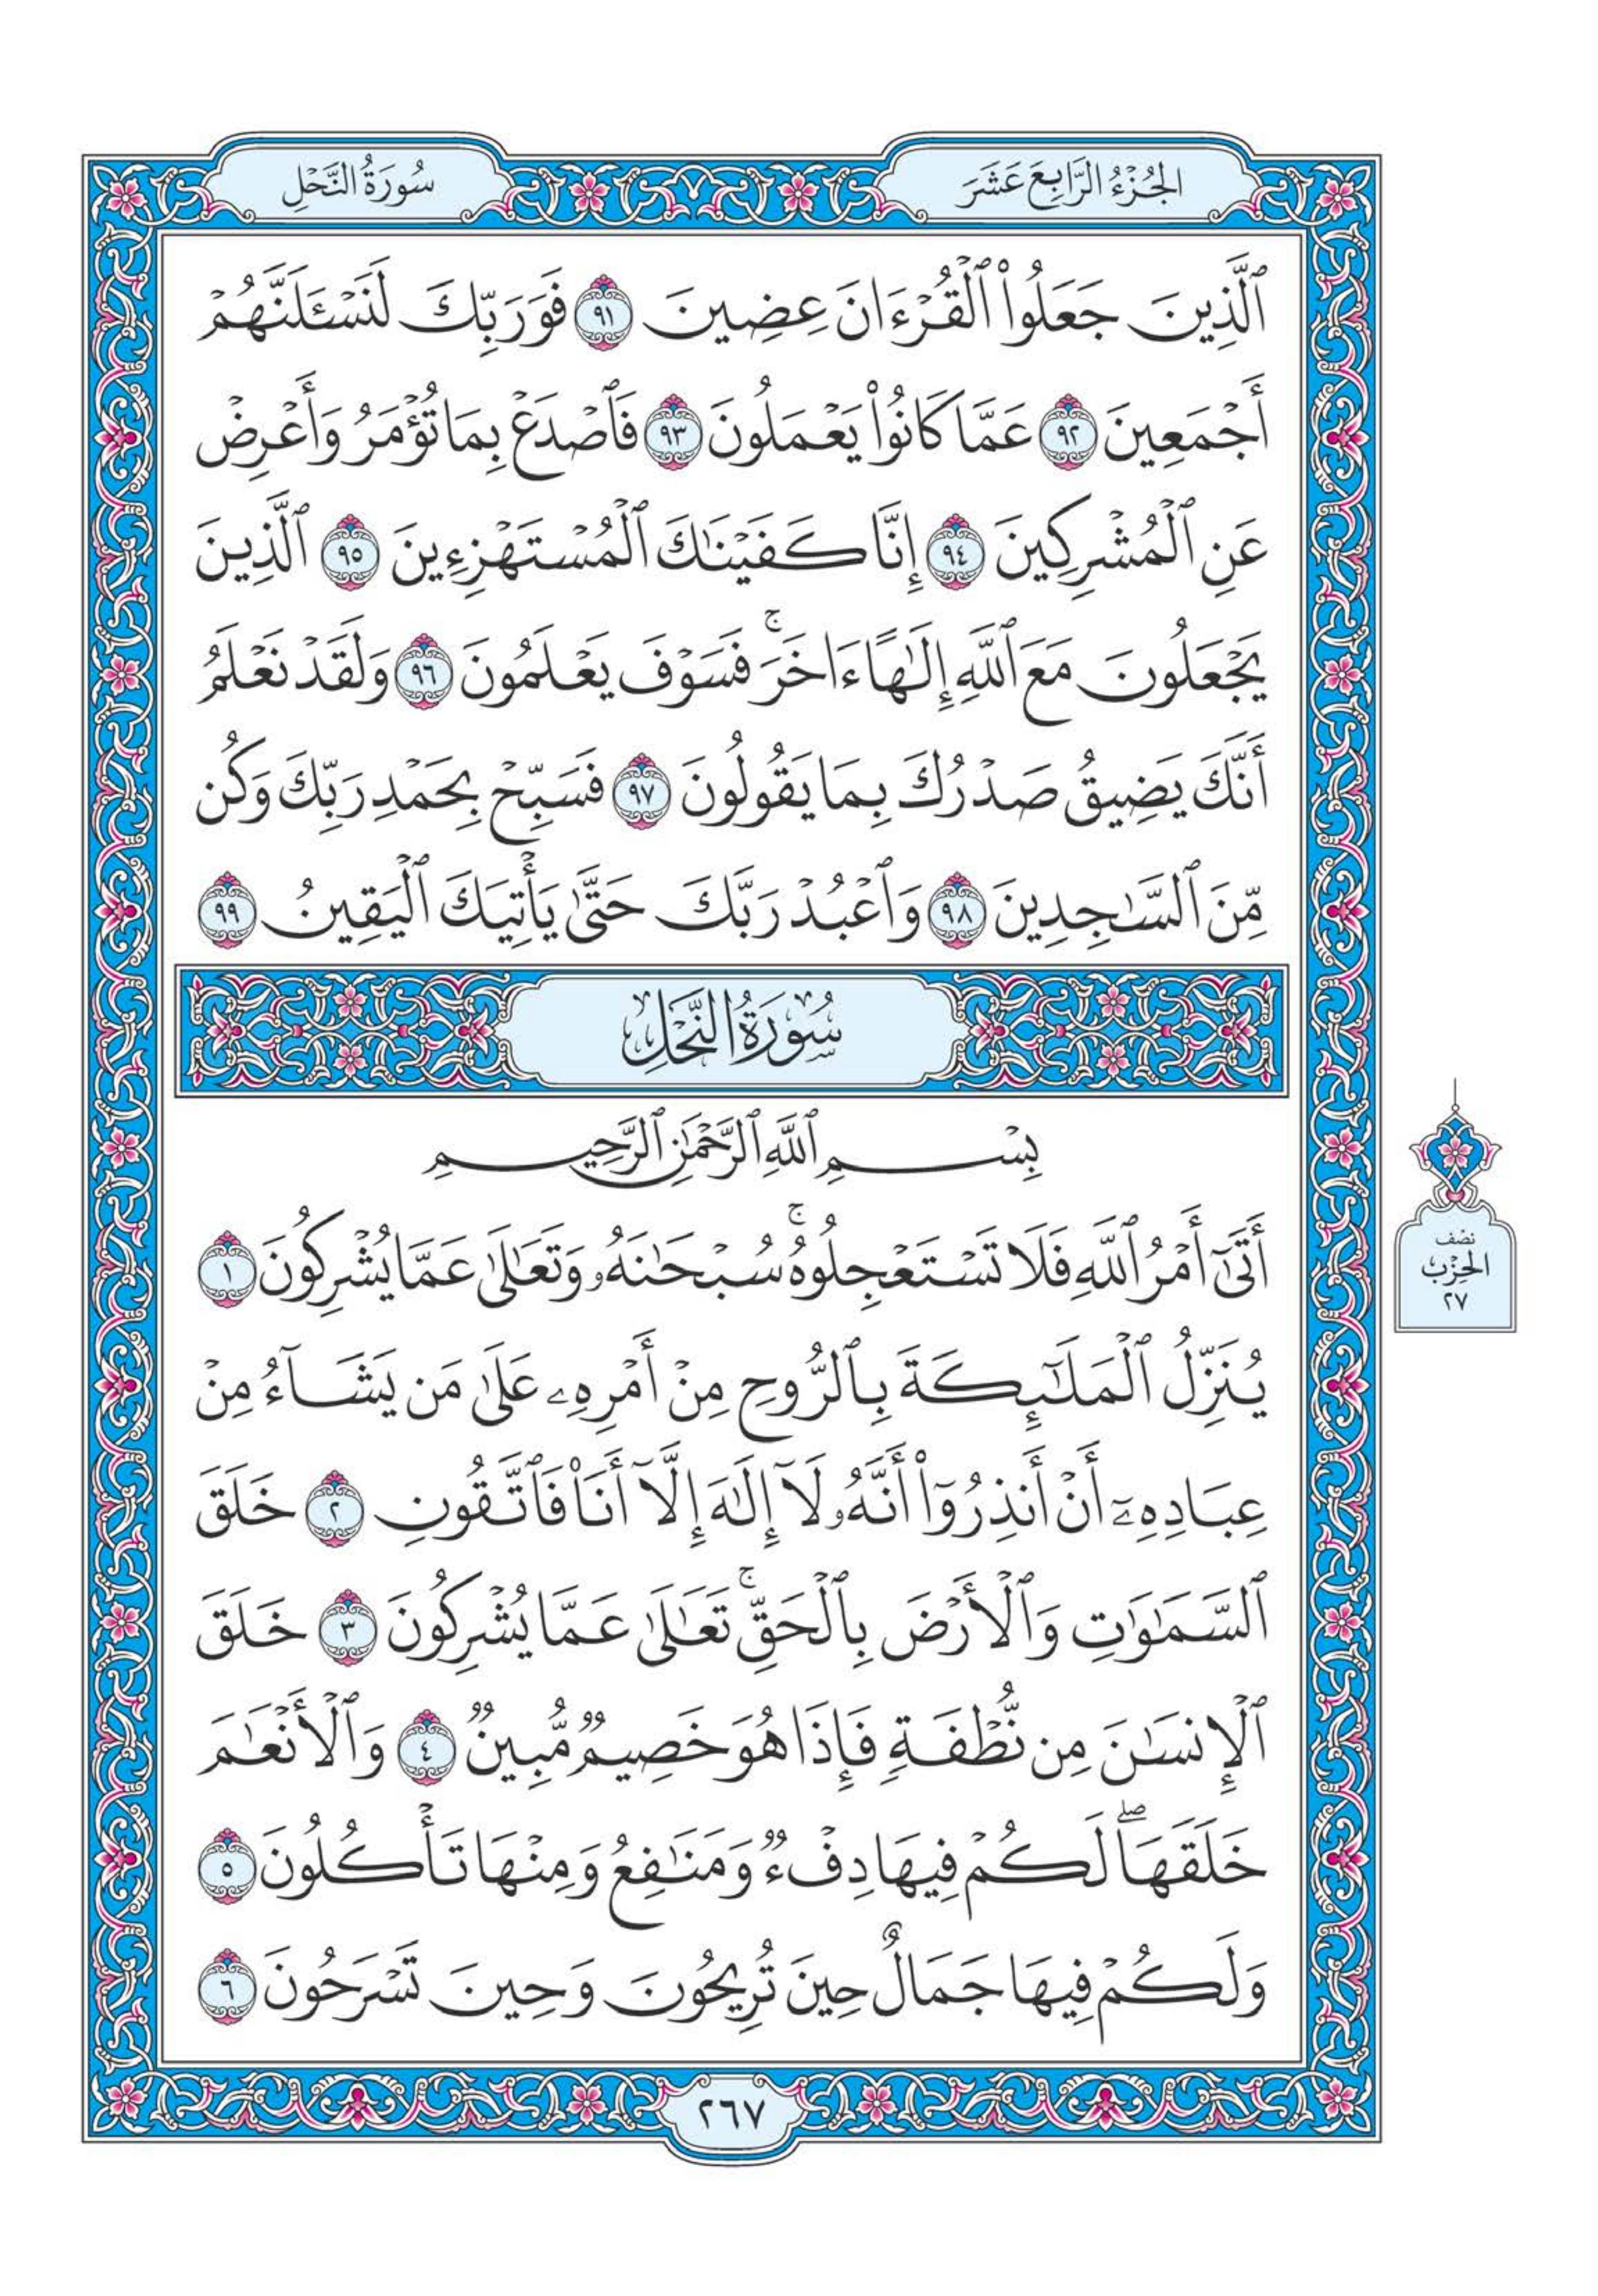 الجُزْءُ الرَّابِعَ عَشَرَ
سُورَةُ النَّحْلِ
ٱلَّذِينَ جَعَلُوا۟ ٱلْقُرْءَانَ عِضِينَ ٩١ فَوَرَبِّكَ لَنَسْـَٔلَنَّهُمْ
أَجْمَعِينَ ٩٢ عَمَّا كَانُوا۟ يَعْمَلُونَ ٩٣ فَٱصْدَعْ بِمَا تُؤْمَرُ وَأَعْرِضْ
عَنِ ٱلْمُشْرِكِينَ ٩٤ إِنَّا كَفَيْنَـٰكَ ٱلْمُسْتَهْزِءِينَ ٩٥ ٱلَّذِينَ
يَجْعَلُونَ مَعَ ٱللَّهِ إِلَـٰهًا ءَاخَرَ ۚ فَسَوْفَ يَعْلَمُونَ ٩٦ وَلَقَدْ نَعْلَمُ
أَنَّكَ يَضِيقُ صَدْرُكَ بِمَا يَقُولُونَ ٩٧ فَسَبِّحْ بِحَمْدِ رَبِّكَ وَكُن
مِّنَ ٱلسَّـٰجِدِينَ ٩٨ وَٱعْبُدْ رَبَّكَ حَتَّىٰ يَأْتِيَكَ ٱلْيَقِينُ ٩٩
سُورَةُ النَّحْلِ
بِسْمِ ٱللَّهِ ٱلرَّحْمَـٰنِ ٱلرَّحِيمِ
أَتَىٰٓ أَمْرُ ٱللَّهِ فَلَا تَسْتَعْجِلُوهُ ۚ سُبْحَـٰنَهُۥ وَتَعَـٰلَىٰ عَمَّا يُشْرِكُونَ ١
يُنَزِّلُ ٱلْمَلَـٰٓئِكَةَ بِٱلرُّوحِ مِنْ أَمْرِهِۦ عَلَىٰ مَن يَشَآءُ مِنْ
عِبَادِهِۦٓ أَنْ أَنذِرُوٓا۟ أَنَّهُۥ لَآ إِلَـٰهَ إِلَّآ أَنَا۠ فَٱتَّقُونِ ٢ خَلَقَ
ٱلسَّمَـٰوَٰتِ وَٱلْأَرْضَ بِٱلْحَقِّ ۚ تَعَـٰلَىٰ عَمَّا يُشْرِكُونَ ٣ خَلَقَ
ٱلْإِنسَـٰنَ مِن نُّطْفَةٍ فَإِذَا هُوَ خَصِيمٌ مُّبِينٌ ٤ وَٱلْأَنْعَـٰمَ
خَلَقَهَا ۗ لَكُمْ فِيهَا دِفْءٌ وَمَنَـٰفِعُ وَمِنْهَا تَأْكُلُونَ ٥
وَلَكُمْ فِيهَا جَمَالٌ حِينَ تُرِيحُونَ وَحِينَ تَسْرَحُونَ ٦
نصف
الحِزْب
٢٧
٢٦٧